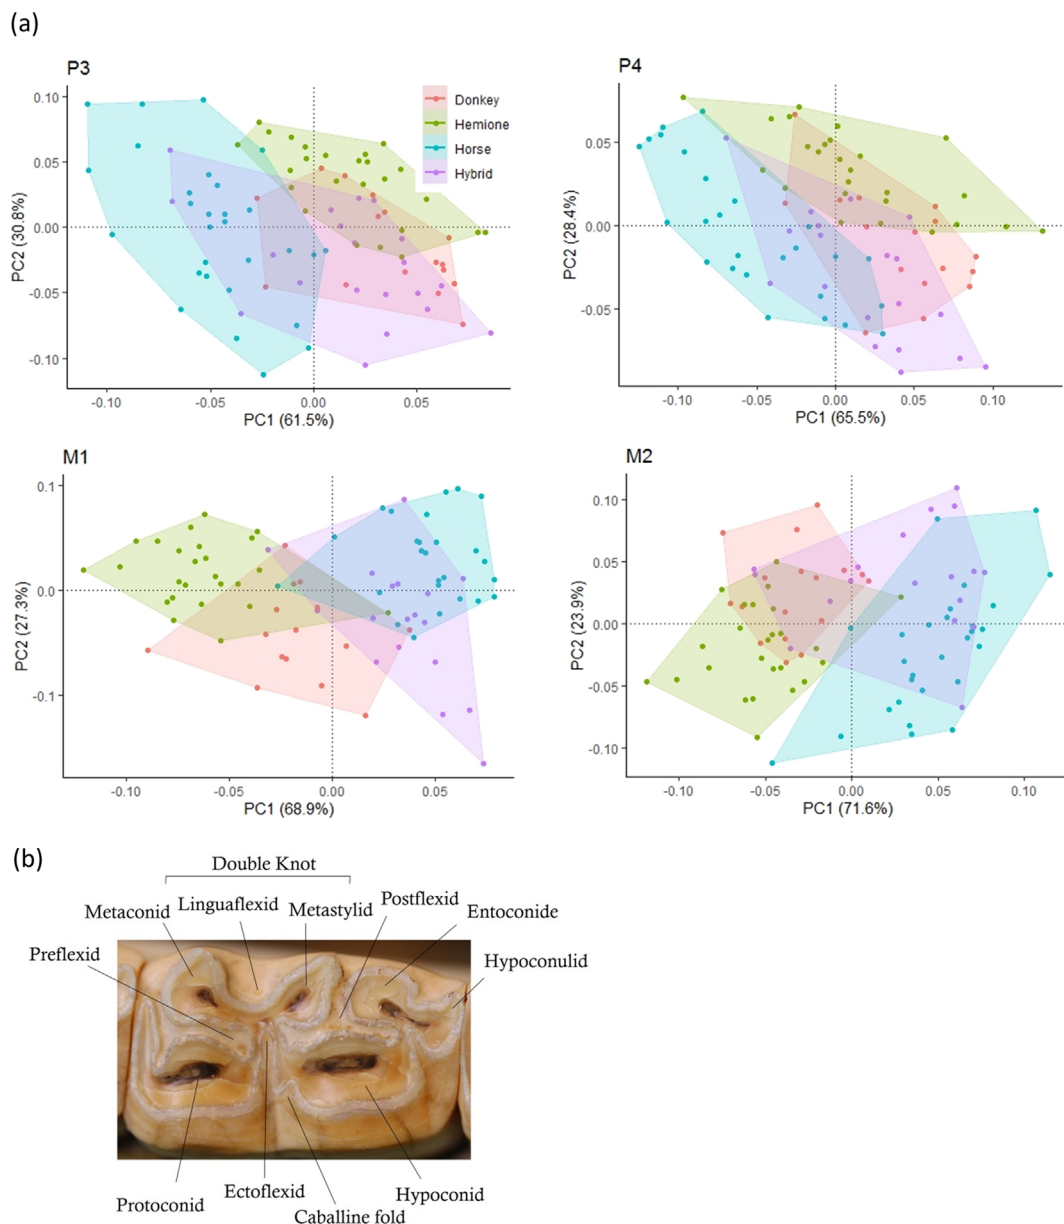 (a)
P3
0.10
0.05
0.00
-0.05
-0.10
PC2 (30.8%)
-0.10 -0.05 0.00 0.05
PC1 (61.5%)
Donkey
Hemione
Horse
Hybrid
P4
0.05
0.00
-0.05
PC2 (28.4%)
-0.10 -0.05 0.00 0.05 0.10
PC1 (65.5%)
M1
0.1
0.0
-0.1
PC2 (27.3%)
-0.10 -0.05 0.00 0.05
PC1 (68.9%)
M2
0.10
0.05
0.00
-0.05
-0.10
PC2 (23.9%)
-0.10 -0.05 0.00 0.05 0.10
PC1 (71.6%)
(b)
Double Knot
Metaconid Linguaflexid Metastylid Postflexid Entoconide
Preflexid Hypoconulid
Protoconid Ectoflexid Caballine fold Hypoconid